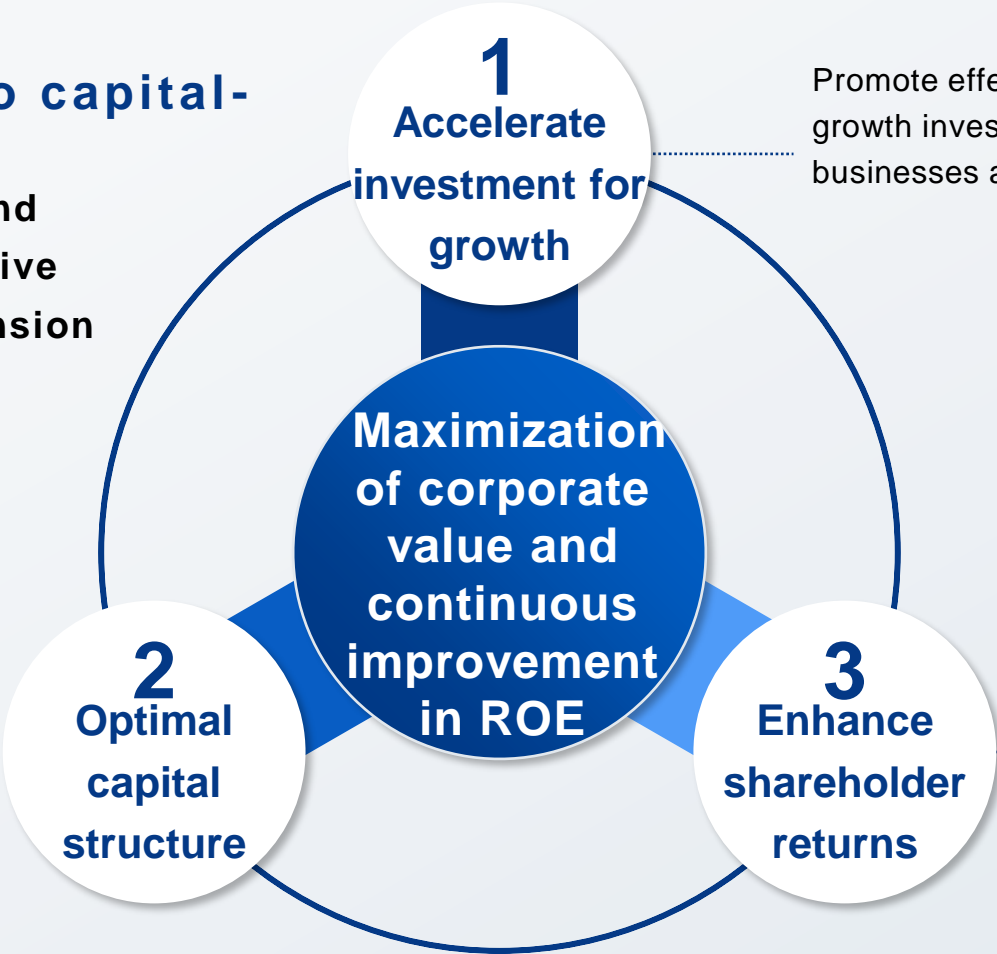 o capital-
nd
ive
nsion
1
Accelerate
investment for
growth
Promote effe
growth inves
businesses a
Maximization
of corporate
value and
continuous
improvement
in ROE
2
Optimal
capital
structure
3
Enhance
shareholder
returns